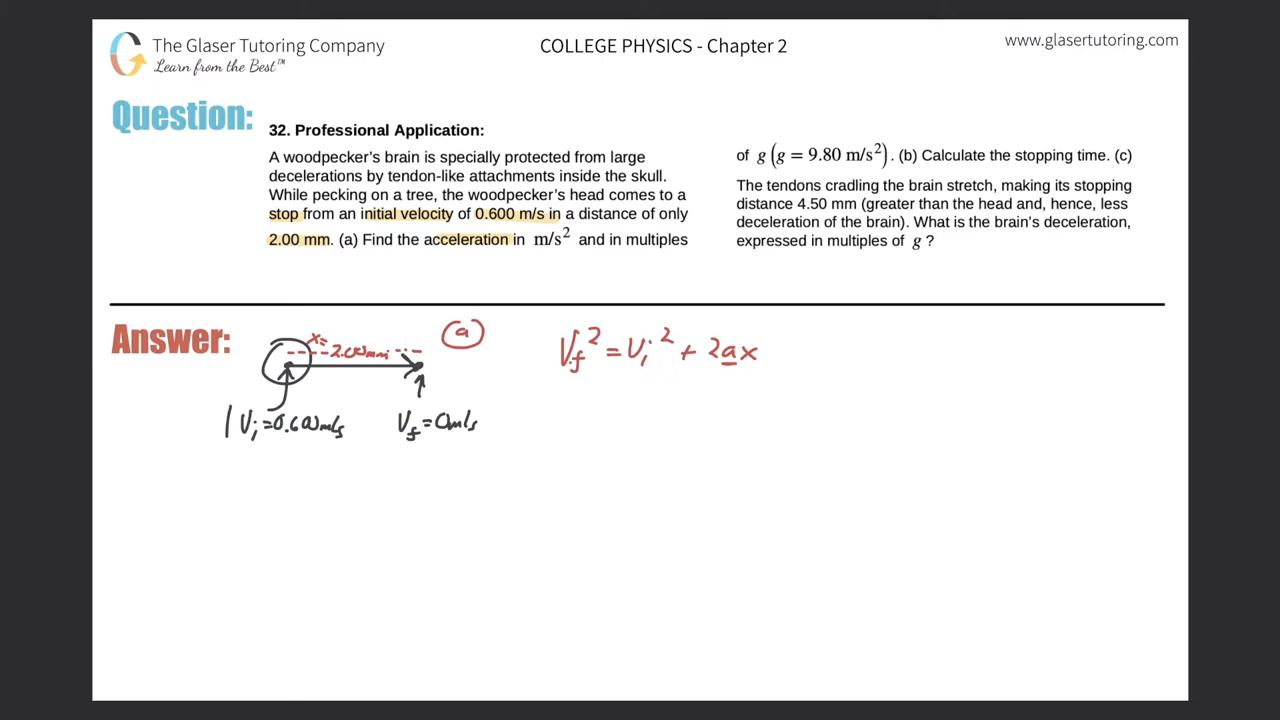 The Glaser Tutoring Company
Learn from the Best™
COLLEGE PHYSICS - Chapter 2
www.glasertutoring.com
Question:
32. Professional Application:
A woodpecker's brain is specially protected from large
decelerations by tendon-like attachments inside the skull.
While pecking on a tree, the woodpecker's head comes to a
stop from an initial velocity of 0.600 m/s in a distance of only
2.00 mm. (a) Find the acceleration in m/s² and in multiples
of g (g = 9.80 m/s²). (b) Calculate the stopping time. (c)
The tendons cradling the brain stretch, making its stopping
distance 4.50 mm (greater than the head and, hence, less
deceleration of the brain). What is the brain's deceleration,
expressed in multiples of g ?
Answer:
x=
2.00mm
Vi=0.600m/s
Vf=0m/s
a
Vf²=Vi²+2ax